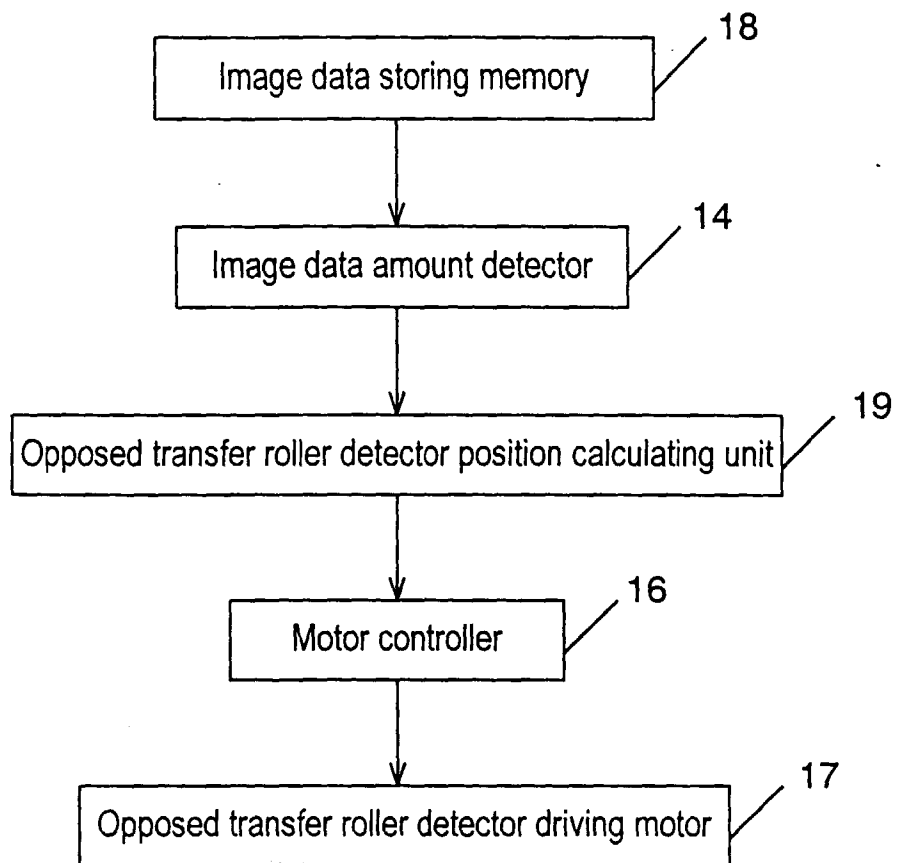 18
Image data storing memory
14
Image data amount detector
19
Opposed transfer roller detector position calculating unit
16
Motor controller
17
Opposed transfer roller detector driving motor